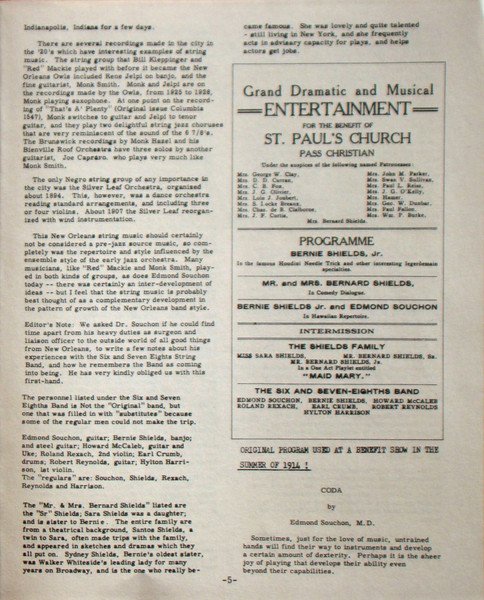 Indianapolis, Indiana for a few days.
There are several recordings made in the city
in the '20's which have interesting examples of string
music. The string group that Bill Kleppinger and
"Red" Mackie played with before it became the New
Orleans Owls included Rene Jelpi on banjo, and the
fine guitarist, Monk Smith. Monk and Jelpi are on
the recordings made by the Owls, from 1925 to 1928,
Monk playing saxophone. At one point on the record-
ing of "That's A' Plenty" (Original issue Columbia
1547), Monk switches to guitar and Jelpi to tenor
guitar, and they play two delightful string jazz choruses
that are very reminiscent of the sound of the 6 7/8's.
The Brunswick recordings by Monk Hazel and his
Bienville Roof Orchestra have three solos by another
guitarist, Joe Capraro, who plays very much like
Monk Smith.
The only Negro string group of any importance in
the city was the Silver Leaf Orchestra, organized
about 1894. This, however, was a dance orchestra
reading standard arrangements, and including three
or four violins. About 1907 the Silver Leaf reorgan-
ized with wind instrumentation.
This New Orleans string music should certainly
not be considered a pre-jazz source music, so com-
pletely was the repertoire and style influenced by the
ensemble style of the early jazz orchestra. Many
musicians, like "Red" Mackie and Monk Smith, play-
ed in both kinds of groups, as does Edmond Souchon
today -- there was certainly an inter-development of
ideas -- but I feel that the string music is probably
best thought of as a complementary development in
the pattern of growth of the New Orleans band style.
Editor's Note: We asked Dr. Souchon if he could find
time apart from his heavy duties as surgeon and
liaison officer to the outside world of all good things
from New Orleans, to write a few notes about his
experiences with the Six and Seven Eights String
Band, and how he remembers the Band as coming
into being. He has very kindly obliged us with this
first-hand.
The personnel listed under the Six and Seven
Eighths Band is Not the "Original" band, but
one that was filled in with "substitutes" because
some of the regular men could not make the trip.
Edmond Souchon, guitar; Bernie Shields, banjo;
and steel guitar; Howard McCaleb, guitar and
Uke; Roland Rexach, 2nd violin; Earl Crumb,
drums; Robert Reynolds, guitar; Hylton Harri-
son, 1st violin.
The "regulars" are: Souchon, Shields, Rexach,
Reynolds and Harrison.
The "Mr. & Mrs. Bernard Shields" listed are
the "Sr" Shields; Sara Shields was a daughter;
and is sister to Bernie. The entire family are
from a theatrical background, Santos Shields, a
twin to Sara, often made trips with the family,
and appeared in sketches and dramas which they
all put on. Sydney Shields, Bernie's oldest sister,
was Walker Whiteside's leading lady for many
years on Broadway, and is the one who really be-
came famous. She was lovely and quite talented
- still living in New York, and she frequently
acts in advisory capacity for plays, and helps
actors get jobs.
Grand Dramatic and Musical
ENTERTAINMENT
FOR THE BENEFIT OF
ST. PAUL'S CHURCH
PASS CHRISTIAN
Under the auspices of the following named Patronesses:
Mrs. George W. Clay,
Mrs. D. D. Curran,
Mrs. C. B. Fox,
Mrs. J. G. Olivier,
Mrs. Luis J. Joubert,
Mrs. S. Locke Breaux,
Mrs. Chas. de B. Claiborne,
Mrs. J. P. Curtis,
Mrs. John M. Parker,
Mrs. Swan V. Sullivan,
Mrs. Paul L. Reiss,
Mrs. J. G. O'Kelly,
Mrs. Hamer,
Mrs. Geo. W. Dunbar,
Mrs. Paul Fallon,
Mrs. Wm. P. Burke,
Mrs. Bernard Shields.
PROGRAMME
BERNIE SHIELDS, Jr.
In the famous Houdini Needle Trick and other interesting legerdemain
specialties.
MR. and MRS. BERNARD SHIELDS,
In Comedy Dialogue.
BERNIE SHIELDS Jr. and EDMOND SOUCHON
In Hawaiian Repertoire.
INTERMISSION
THE SHIELDS FAMILY
MISS SARA SHIELDS, MR. BERNARD SHIELDS, Sr.
MR. BERNARD SHIELDS, Jr.
In a One Act Playlet entitled
"MAID MARY."
THE SIX AND SEVEN-EIGHTHS BAND
EDMOND SOUCHON, BERNIE SHIELDS, HOWARD McCALEB
ROLAND REXACH, EARL CRUMB, ROBERT REYNOLDS
HYLTON HARRISON
ORIGINAL PROGRAM USED AT A BENEFIT SHOW IN THE
SUMMER OF 1914 !
CODA
by
Edmond Souchon, M.D.
Sometimes, just for the love of music, untrained
hands will find their way to instruments and develop
a certain amount of dexterity. Perhaps it is the sheer
joy of playing that develops their ability even
beyond their capabilities.
-5-